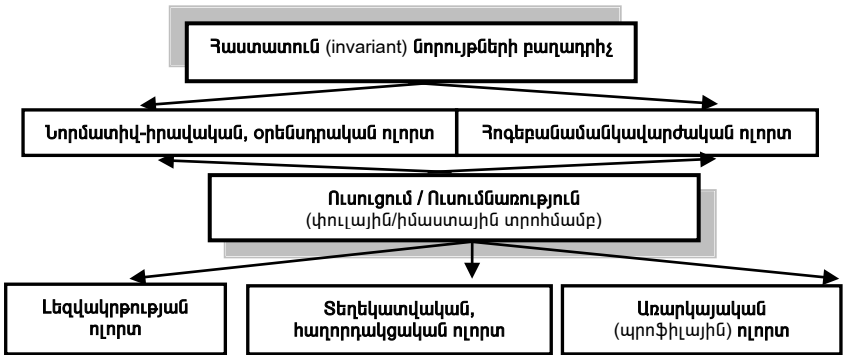 Հաստատուն (invariant) նորույթների բաղադրիչ
Նորմատիվ-իրավական, օրենսդրական ոլորտ
Հոգեբանամանկավարժական ոլորտ
Ուսուցում / Ուսումնառություն
(փուլային/իմաստային տրոհմամբ)
Լեզվակրթության
ոլորտ
Տեղեկատվական,
հաղորդակցական ոլորտ
Առարկայական
(պրոֆիլային) ոլորտ